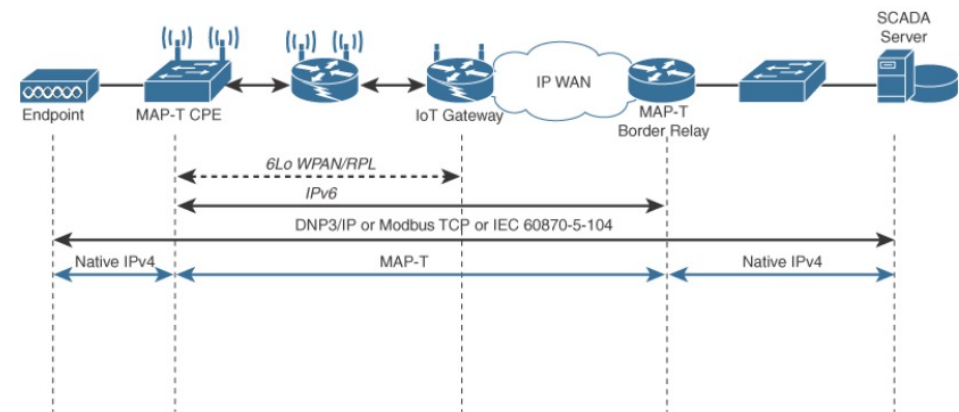 SCADA
Server
IP WAN
Endpoint
MAP-T CPE
IoT Gateway
MAP-T
Border Relay
6Lo WPAN/RPL
IPv6
DNP3/IP or Modbus TCP or IEC 60870-5-104
Native IPv4
MAP-T
Native IPv4